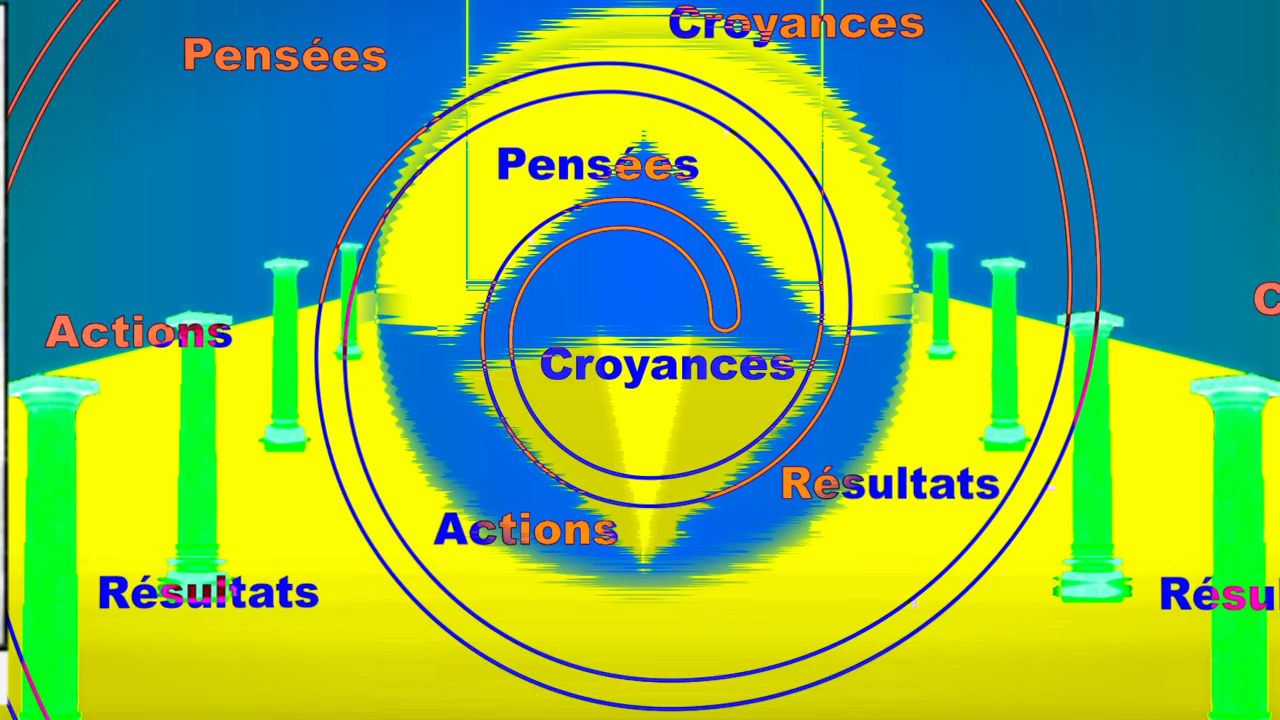 Croyances
Pensées
Pensées
Actions
Croyances
Résultats
Actions
Résultats